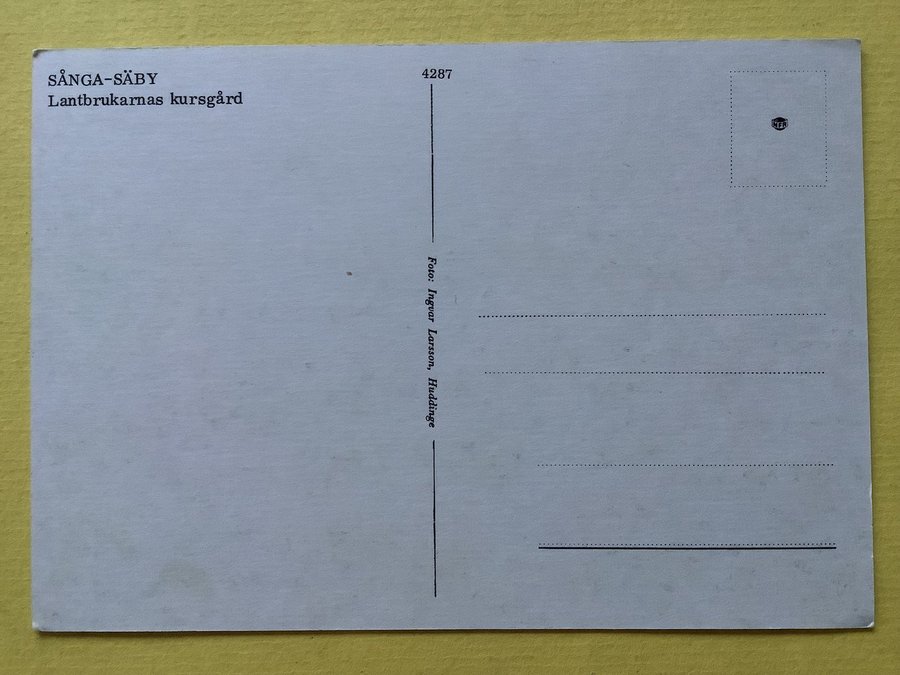 SÅNGA-SÄBY
Lantbrukarnas kursgård
4287
Foto: Ingvar Larsson, Huddinge